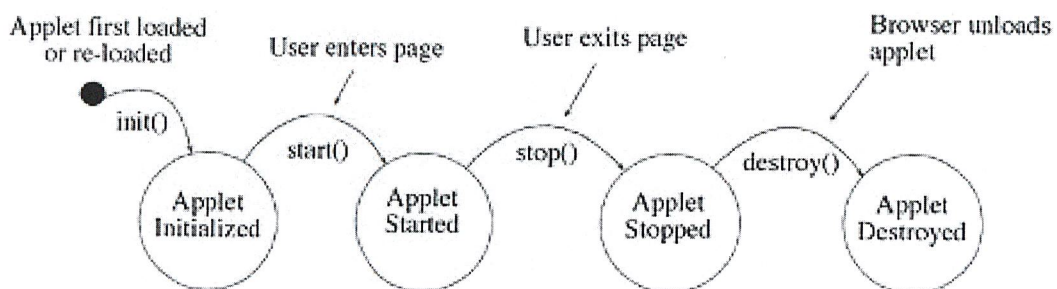 Applet first loaded
or re-loaded
User enters page
User exits page
Browser unloads
applet
init()
start()
stop()
destroy()
Applet
Initialized
Applet
Started
Applet
Stopped
Applet
Destroyed